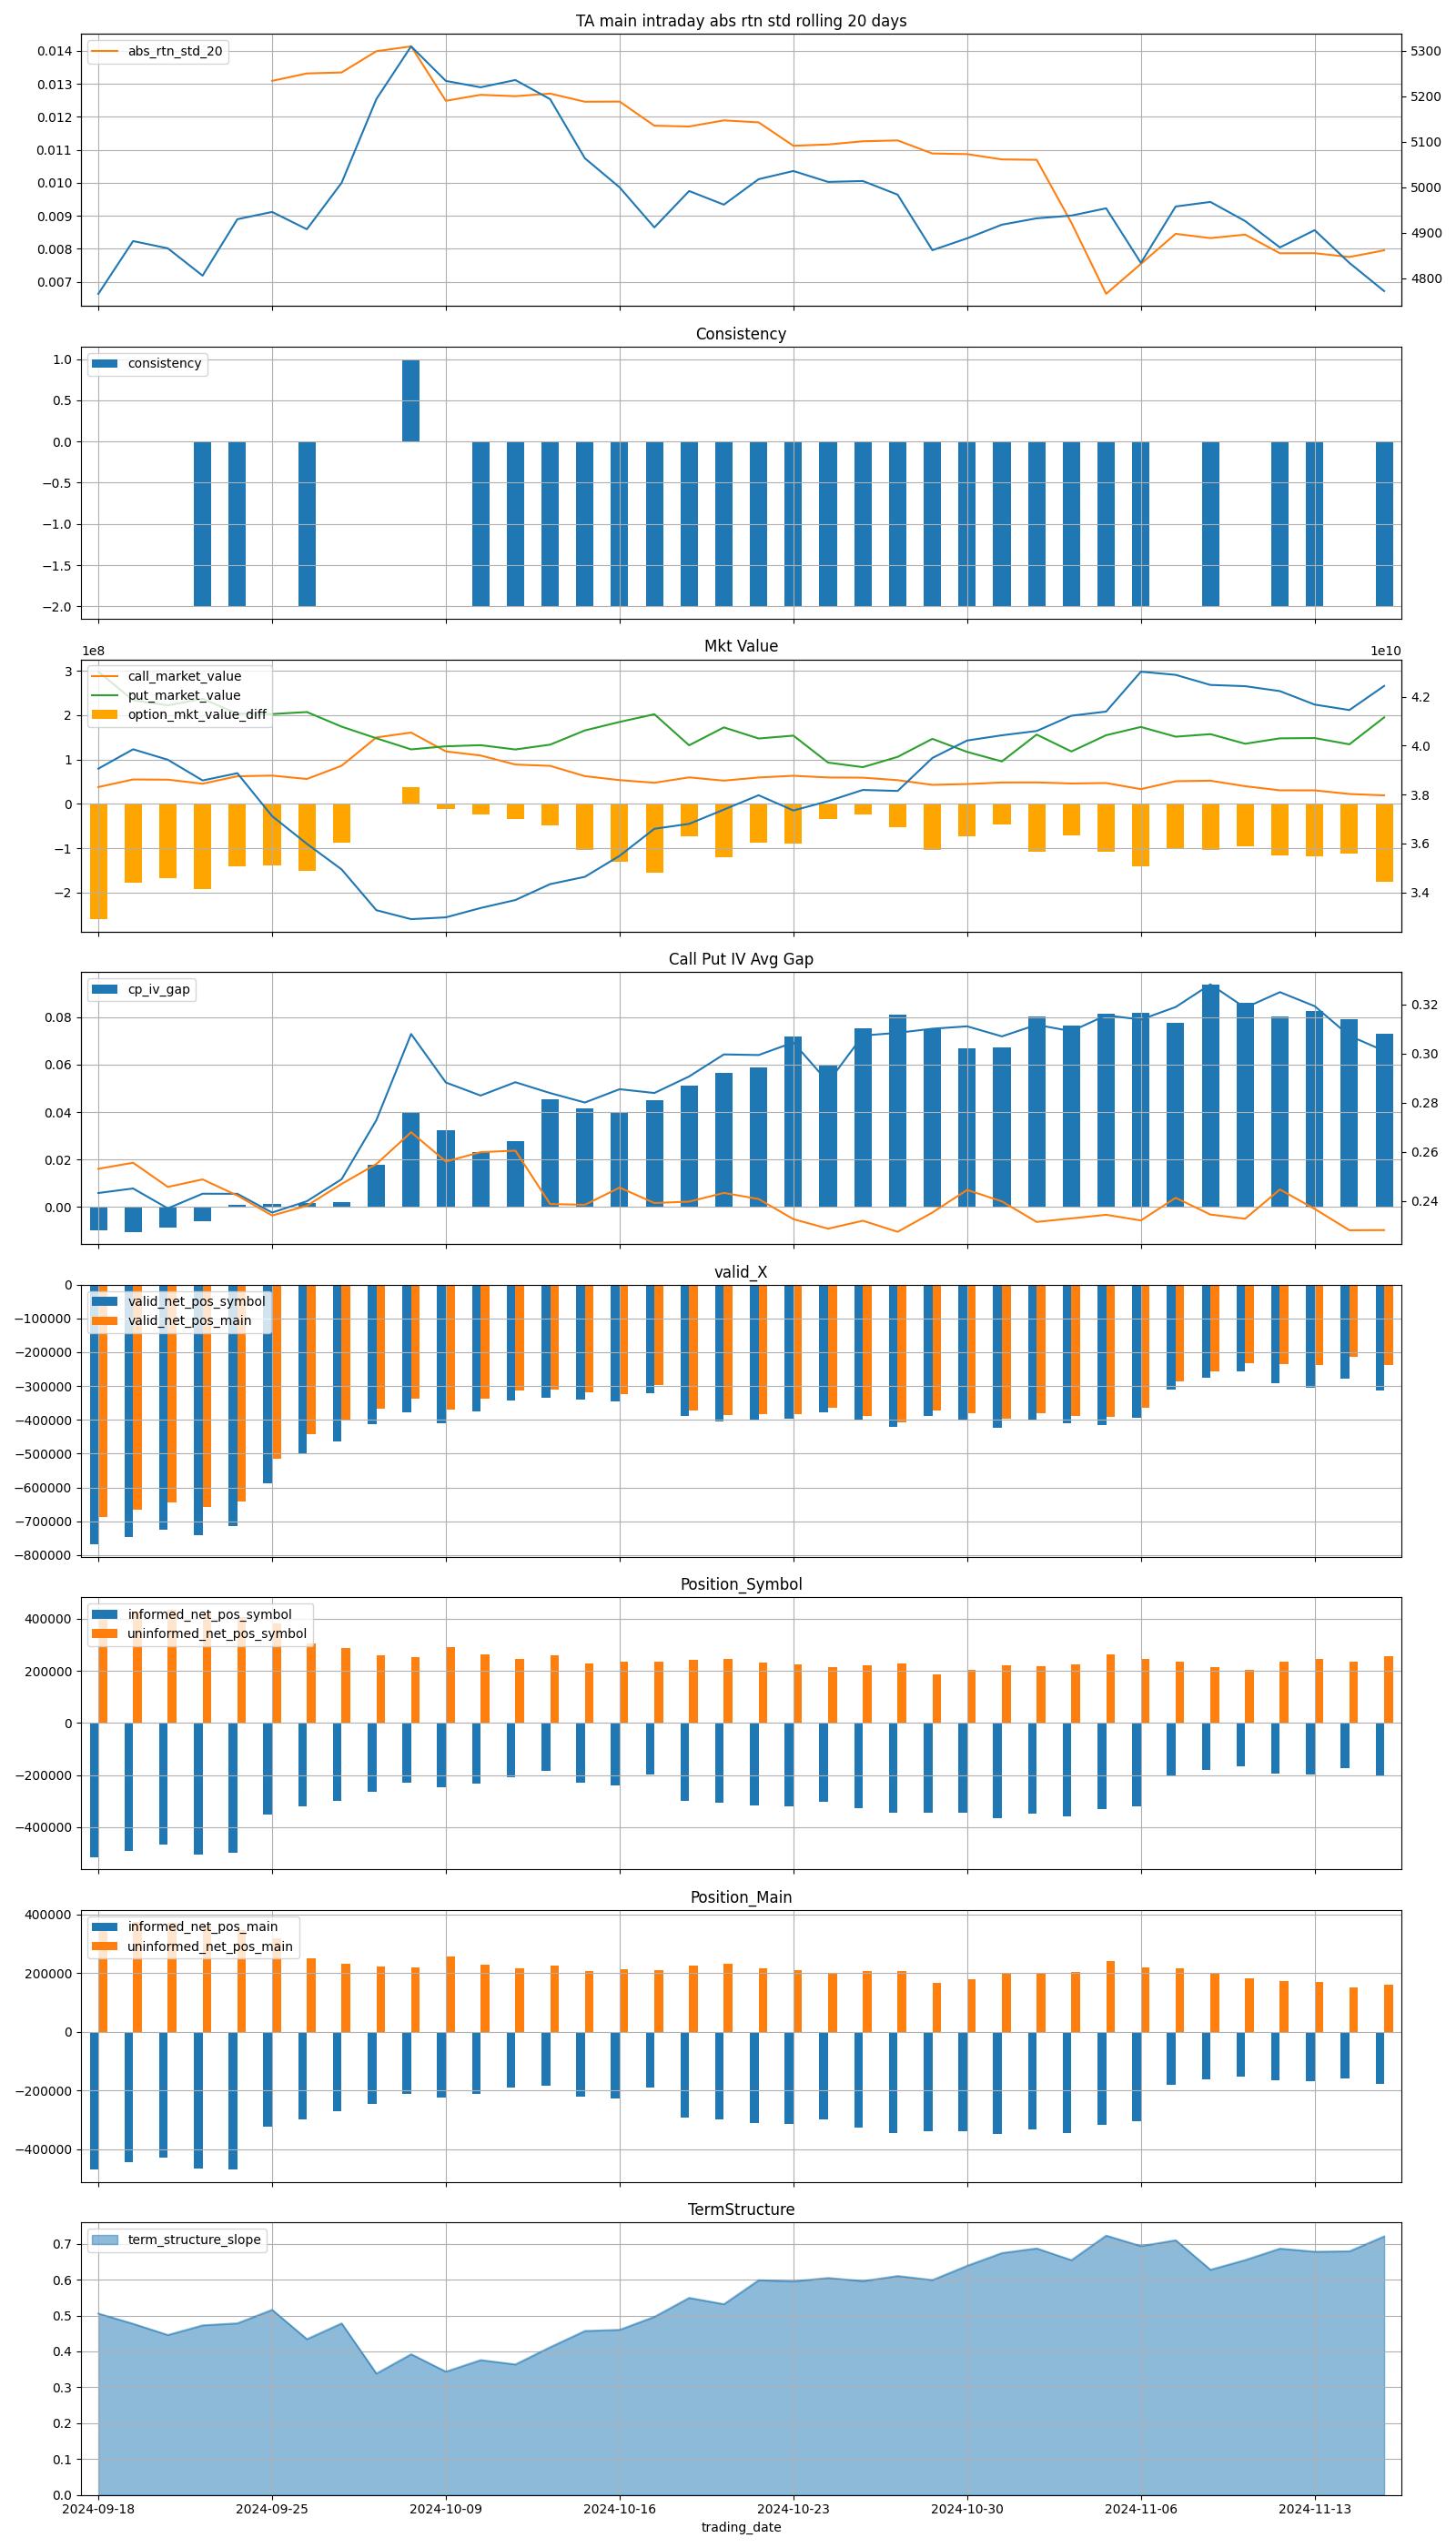 TA main intraday abs rtn std rolling 20 days
abs_rtn_std_20
0.014
0.013
0.012
0.011
0.010
0.009
0.008
0.007
5300
5200
5100
5000
4900
4800
Consistency
consistency
1.0
0.5
0.0
−0.5
−1.0
−1.5
−2.0
Mkt Value
1e8
1e10
call_market_value
put_market_value
option_mkt_value_diff
3
2
1
0
−1
−2
4.2
4.0
3.8
3.6
3.4
Call Put IV Avg Gap
cp_iv_gap
0.08
0.06
0.04
0.02
0.00
0.32
0.30
0.28
0.26
0.24
valid_X
valid_net_pos_symbol
valid_net_pos_main
0
−100000
−200000
−300000
−400000
−500000
−600000
−700000
−800000
Position_Symbol
informed_net_pos_symbol
uninformed_net_pos_symbol
400000
200000
0
−200000
−400000
Position_Main
informed_net_pos_main
uninformed_net_pos_main
400000
200000
0
−200000
−400000
TermStructure
term_structure_slope
0.7
0.6
0.5
0.4
0.3
0.2
0.1
0.0
2024-09-18 2024-09-25 2024-10-09 2024-10-16 2024-10-23 2024-10-30 2024-11-06 2024-11-13
trading_date